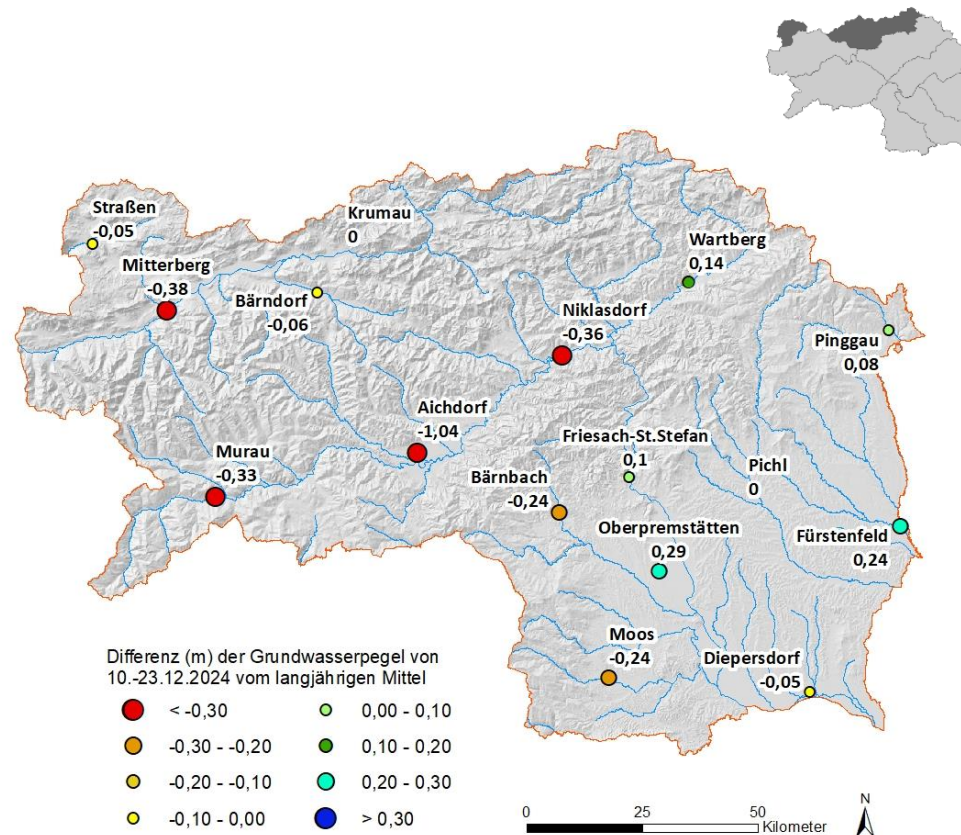 Straßen
-0,05
Krumau
0
Wartberg
0,14
Mitterberg
-0,38
Bärndorf
-0,06
Niklasdorf
-0,36
Pinggau
0,08
Aichdorf
-1,04
Friesach-St.Stefan
0,1
Murau
-0,33
Bärnbach
-0,24
Pichl
0
Oberpremstätten
0,29
Fürstenfeld
0,24
Moos
-0,24
Diepersdorf
-0,05
Differenz (m) der Grundwasserpegel von
10.-23.12.2024 vom langjährigen Mittel
< -0,30
0,00 - 0,10
-0,30 - -0,20
0,10 - 0,20
-0,20 - -0,10
0,20 - 0,30
-0,10 - 0,00
> 0,30
0 25 50
Kilometer
N